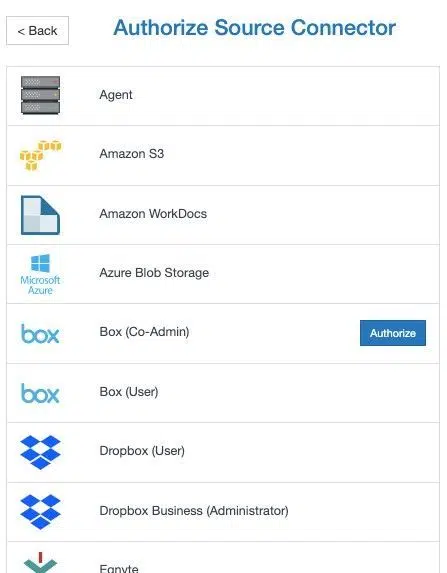 < Back
Authorize Source Connector
Agent
Amazon S3
Amazon WorkDocs
Microsoft
Azure
Azure Blob Storage
box
Box (Co-Admin)
Authorize
box
Box (User)
Dropbox (User)
Dropbox Business (Administrator)
Egnyte